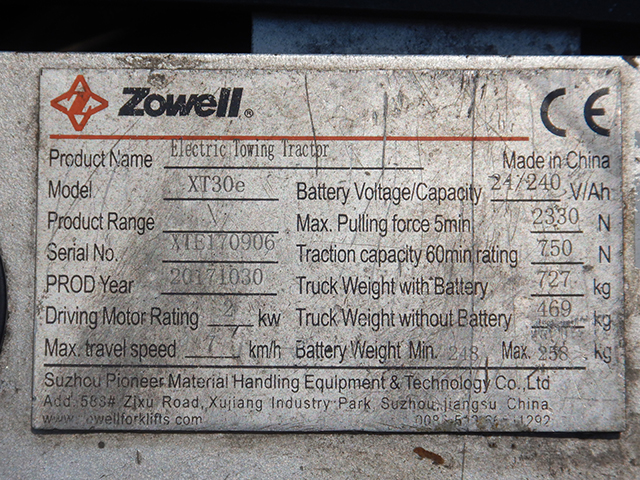 Zowell®
CE
Product Name Electric Towing Tractor Made in China
Model XT30e Battery Voltage/Capacity 24/240 V/Ah
Product Range Max. Pulling force 5min 2330 N
Serial No. XTE170906 Traction capacity 60min rating 750 N
PROD Year 20171030 Truck Weight with Battery 727 kg
Driving Motor Rating 2 kw Truck Weight without Battery 469 kg
Max. travel speed km/h Battery Weight Min. 248 Max. 258 kg
Suzhou Pioneer Material Handling Equipment & Technology Co.,Ltd
Add 583# Zixu Road,Xujiang Industry Park Suzhou,jiangsu China